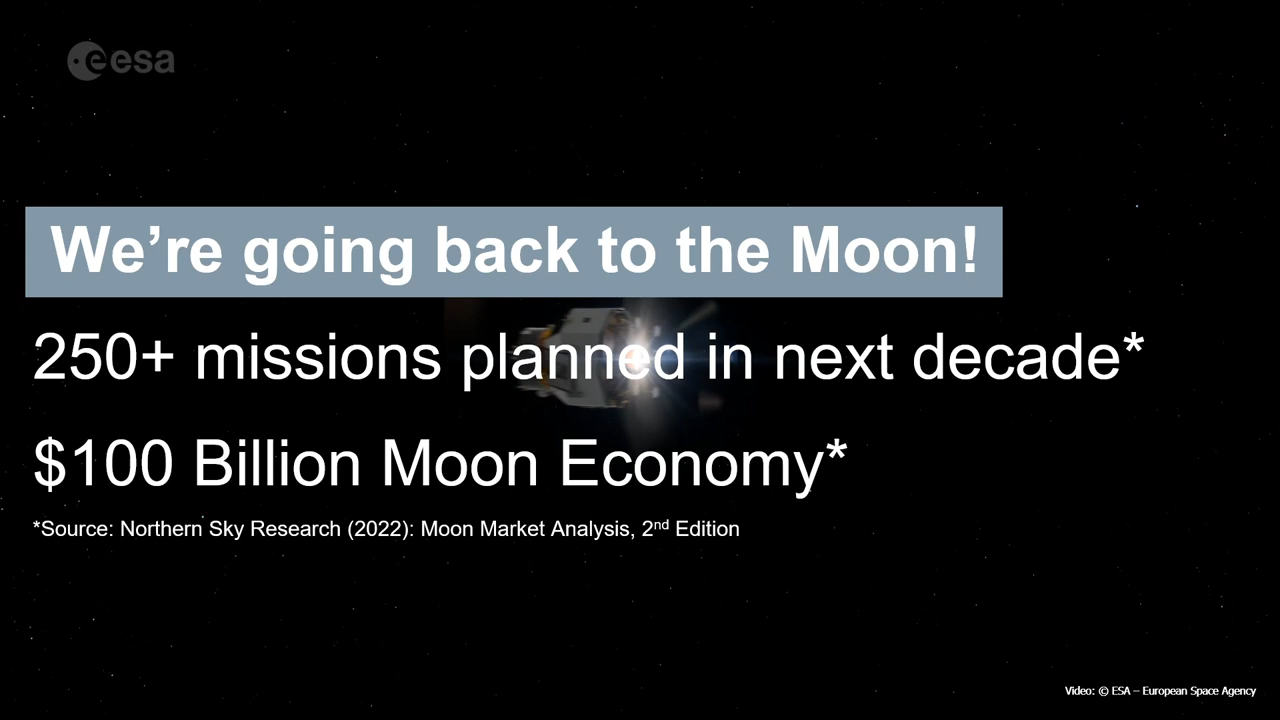 esa
We’re going back to the Moon!
250+ missions planned in next decade*
$100 Billion Moon Economy*
*Source: Northern Sky Research (2022): Moon Market Analysis, 2nd Edition
Video: © ESA – European Space Agency